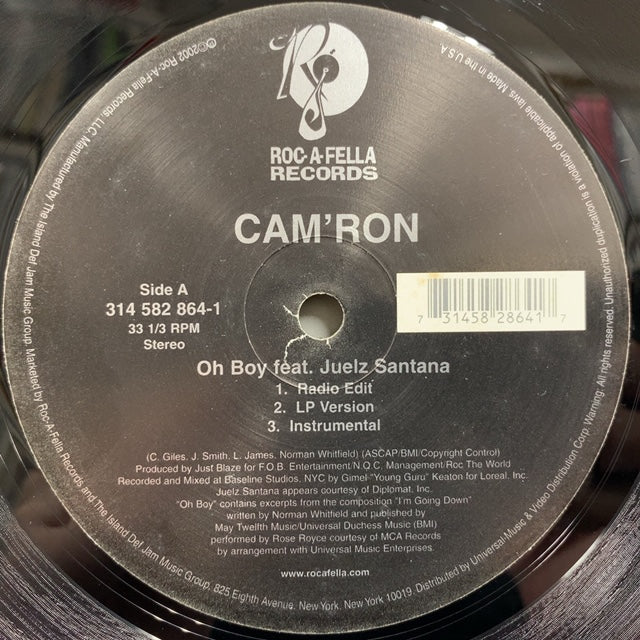 ROC-A-FELLA
RECORDS
CAM'RON
Side A
314 582 864-1
33 1/3 RPM
Stereo
7 31458 28641 7
Oh Boy feat. Juelz Santana
1. Radio Edit
2. LP Version
3. Instrumental
(C. Giles. J. Smith, L. James, Norman Whitfield) (ASCAP/BMI/Copyright Control)
Produced by Just Blaze for F.O.B. Entertainment/N.Q.C. Management/Roc The World
Recorded and Mixed at Baseline Studios. NYC by Gimel "Young Guru" Keaton for Loreal. Inc.
Juelz Santana appears courtesy of Diplomat, Inc.
"Oh Boy" contains excerpts from the composition "I'm Going Down"
written by Norman Whitfield and published by
May Twelfth Music/Universal Duchess Music (BMI)
performed by Rose Royce courtesy of MCA Records
by arrangement with Universal Music Enterprises.
www.rocafella.com
℗©2002 Roc-A-Fella Records, LLC. Manufactured by The Island Def Jam Music Group. Marketed by Roc-A-Fella Records and The Island Def Jam Music Group, 825 Eighth Avenue, New York, New York 10019. Distributed by Universal Music & Video Distribution Corp. Warning: All rights reserved. Unauthorized duplication is a violation of applicable laws. Made in the U.S.A.